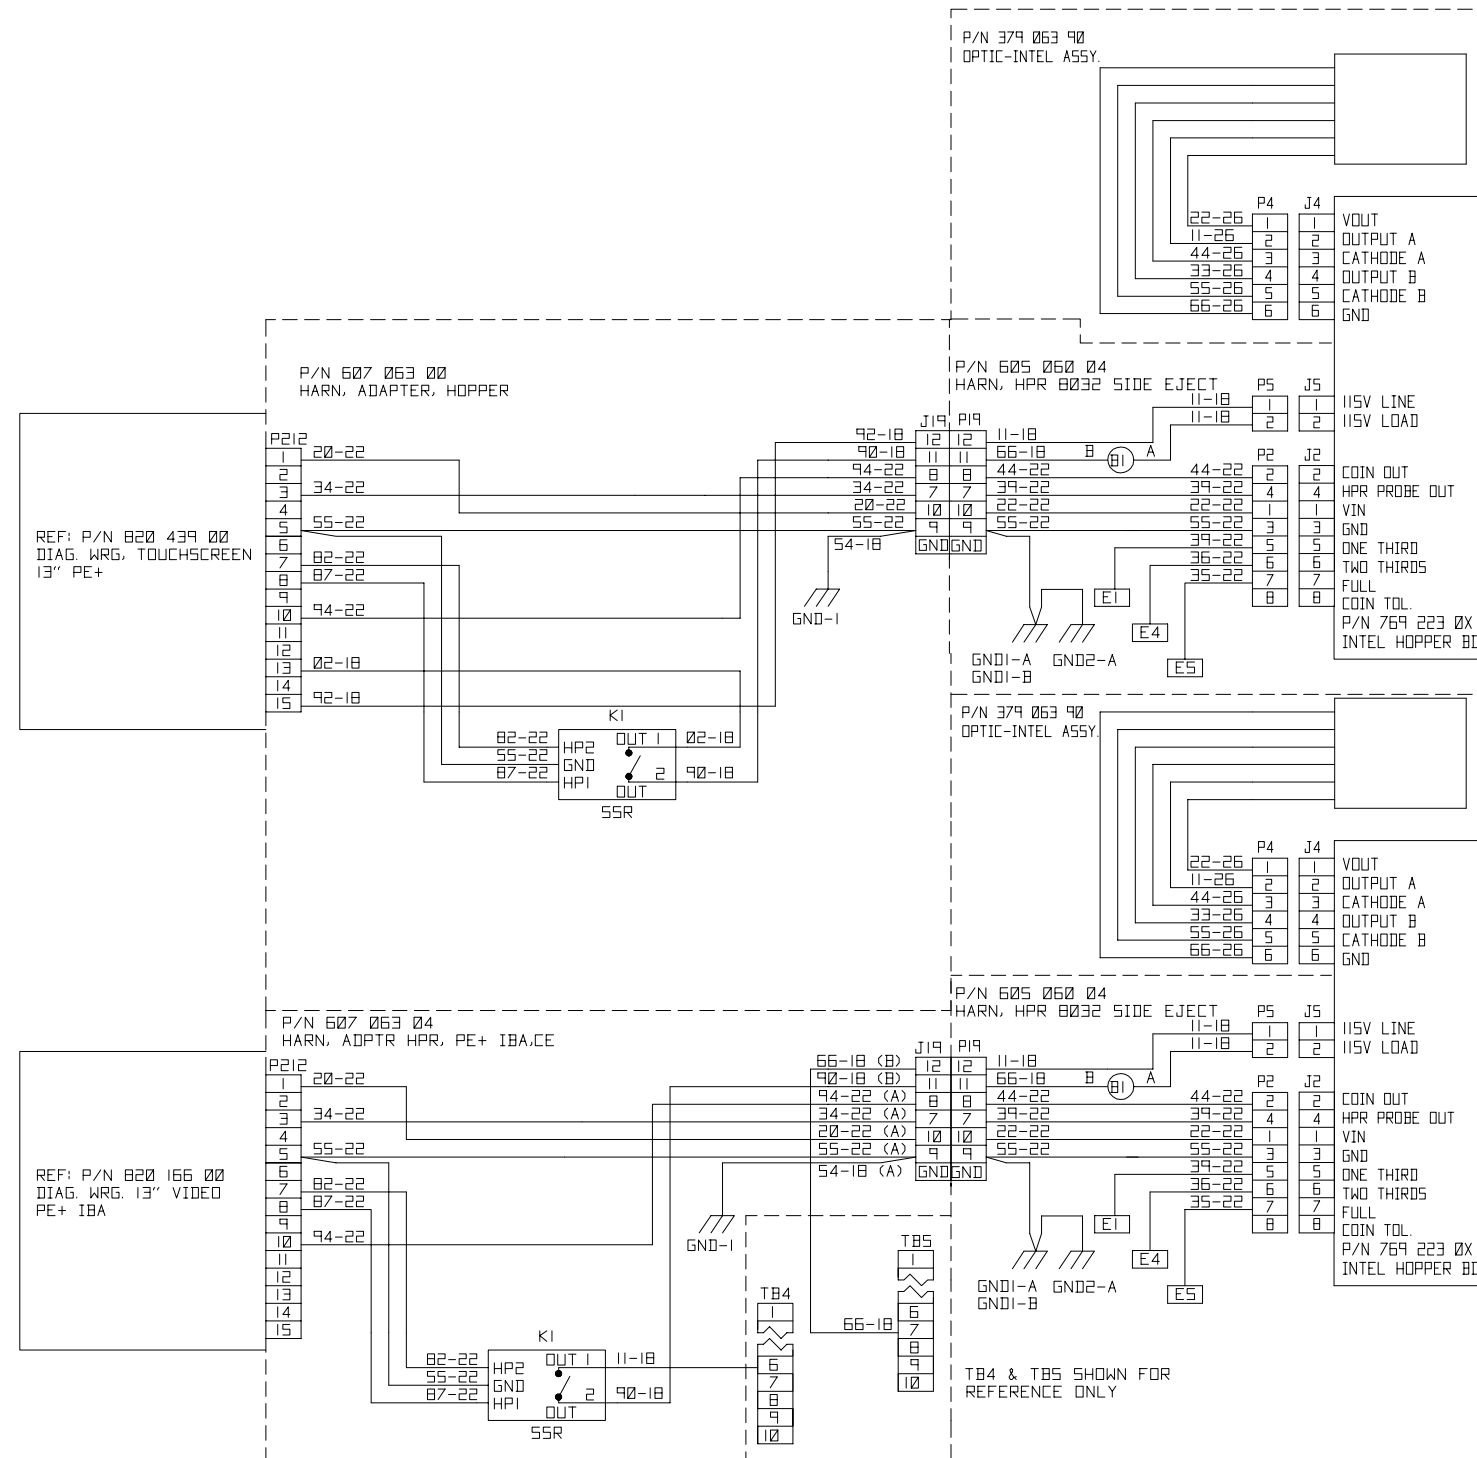 P/N 379 063 90
OPTIC-INTEL ASSY.
P4 J4
22-26 1 1 VOUT
11-26 2 2 OUTPUT A
44-26 3 3 CATHODE A
33-26 4 4 OUTPUT B
55-26 5 5 CATHODE B
66-26 6 6 GND
P/N 607 063 00
HARN, ADAPTER, HOPPER
P/N 605 060 04
HARN, HPR 8032 SIDE EJECT
P5 J5
11-18 1 1 115V LINE
11-18 2 2 115V LOAD
J19 P19
92-18 12 12 11-18
90-18 11 11 66-18 B B1 A
94-22 8 8 44-22
34-22 7 7 39-22
20-22 10 10 22-22
55-22 9 9 55-22
54-18 GND GND
P2 J2
44-22 2 2 COIN OUT
39-22 4 4 HPR PROBE OUT
22-22 1 1 VIN
55-22 3 3 GND
39-22 5 5 ONE THIRD
36-22 6 6 TWO THIRDS
35-22 7 7 FULL
8 8 COIN TOL.
P/N 769 223 0X
INTEL HOPPER BD
REF: P/N 820 439 00
DIAG. WRG, TOUCHSCREEN
13" PE+
P212
1 20-22
2
3 34-22
4
5 55-22
6
7 82-22
8 87-22
9
10 94-22
11
12
13 02-18
14
15 92-18
GND-1
GND1-A GND2-A
GND1-B
E1
E4
E5
K1
82-22 HP2 OUT 1 02-18
55-22 GND
87-22 HP1 2 90-18
OUT
SSR
P/N 379 063 90
OPTIC-INTEL ASSY.
P4 J4
22-26 1 1 VOUT
11-26 2 2 OUTPUT A
44-26 3 3 CATHODE A
33-26 4 4 OUTPUT B
55-26 5 5 CATHODE B
66-26 6 6 GND
P/N 607 063 04
HARN, ADPTR HPR, PE+ IBA,CE
P/N 605 060 04
HARN, HPR 8032 SIDE EJECT
P5 J5
11-18 1 1 115V LINE
11-18 2 2 115V LOAD
J19 P19
66-18 (B) 12 12 11-18
90-18 (B) 11 11 66-18 B B1 A
94-22 (A) 8 8 44-22
34-22 (A) 7 7 39-22
20-22 (A) 10 10 22-22
55-22 (A) 9 9 55-22
54-18 (A) GND GND
P2 J2
44-22 2 2 COIN OUT
39-22 4 4 HPR PROBE OUT
22-22 1 1 VIN
55-22 3 3 GND
39-22 5 5 ONE THIRD
36-22 6 6 TWO THIRDS
35-22 7 7 FULL
8 8 COIN TOL.
P/N 769 223 0X
INTEL HOPPER BD
REF: P/N 820 166 00
DIAG. WRG. 13" VIDEO
PE+ IBA
P212
1 20-22
2
3 34-22
4
5 55-22
6
7 82-22
8 87-22
9
10 94-22
11
12
13
14
15
GND-1
GND1-A GND2-A
GND1-B
E1
E4
E5
TB5
1
6
66-18 7
8
9
10
TB4
1
6
7
8
9
10
K1
82-22 HP2 OUT 1 11-18
55-22 GND
87-22 HP1 2 90-18
OUT
SSR
TB4 & TB5 SHOWN FOR
REFERENCE ONLY